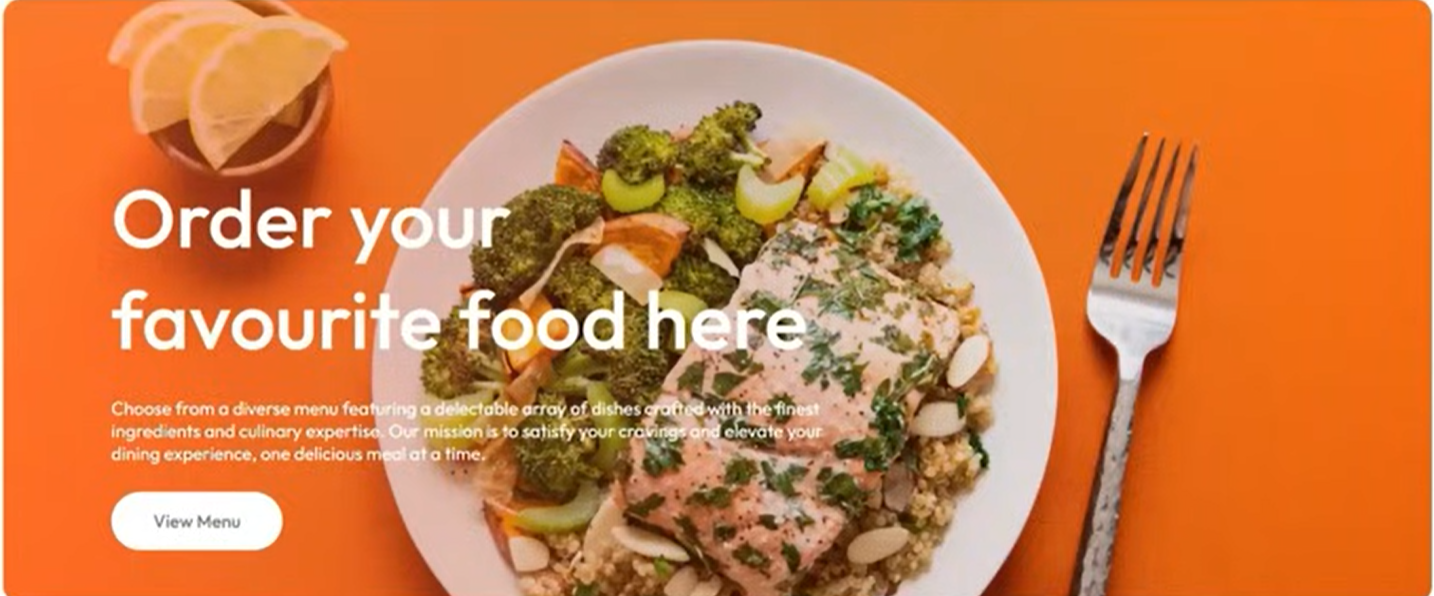 Order your
favourite food here
Choose from a diverse menu featuring a delectable array of dishes crafted with the finest
ingredients and culinary expertise. Our mission is to satisfy your cravings and elevate your
dining experience, one delicious meal at a time.
View Menu